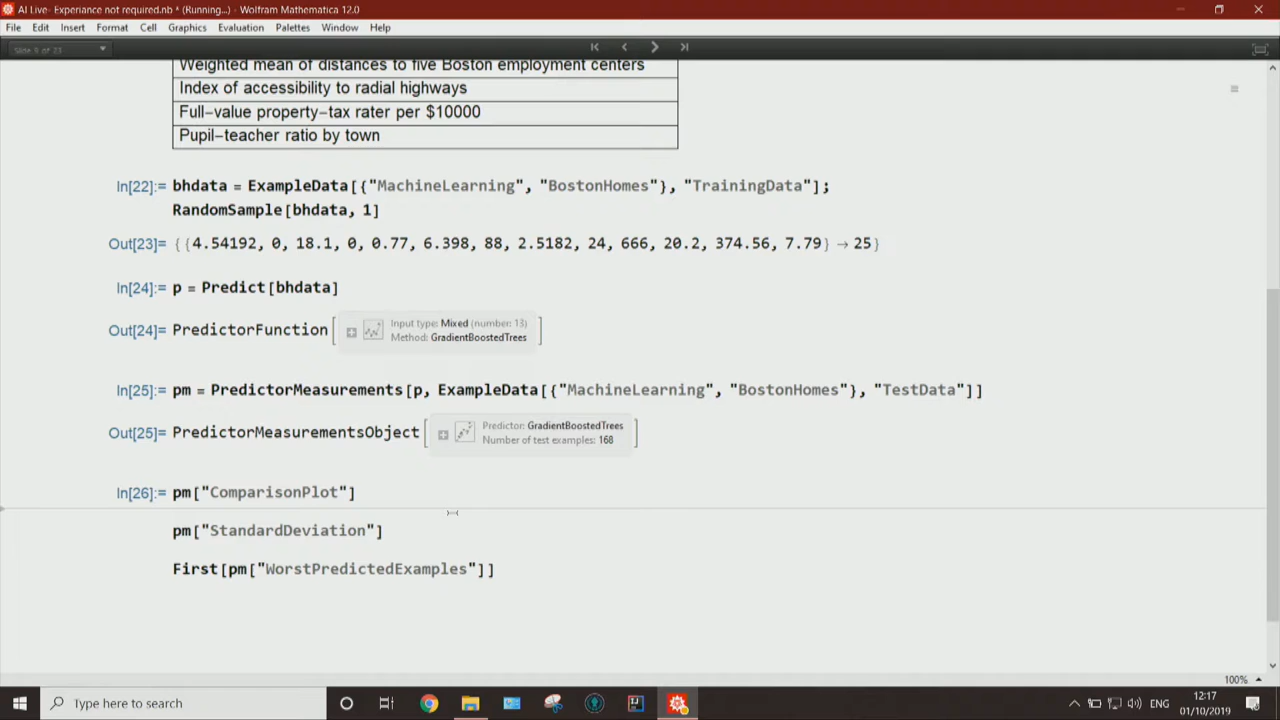 AI Live- Experiance not required.nb * (Running...) - Wolfram Mathematica 12.0
File Edit Insert Format Cell Graphics Evaluation Palettes Window Help
Slide 9 of 23
Weighted mean of distances to five Boston employment centers
Index of accessibility to radial highways
Full-value property-tax rater per $10000
Pupil-teacher ratio by town
In[22]:= bhdata = ExampleData[{"MachineLearning", "BostonHomes"}, "TrainingData"];
RandomSample[bhdata, 1]
Out[23]= {{4.54192, 0, 18.1, 0, 0.77, 6.398, 88, 2.5182, 24, 666, 20.2, 374.56, 7.79} → 25}
In[24]:= p = Predict[bhdata]
Out[24]= PredictorFunction[
Input type: Mixed (number: 13)
Method: GradientBoostedTrees
]
In[25]:= pm = PredictorMeasurements[p, ExampleData[{"MachineLearning", "BostonHomes"}, "TestData"]]
Out[25]= PredictorMeasurementsObject[
Predictor: GradientBoostedTrees
Number of test examples: 168
]
In[26]:= pm["ComparisonPlot"]
pm["StandardDeviation"]
First[pm["WorstPredictedExamples"]]
100%
Type here to search
ENG
12:17
01/10/2019